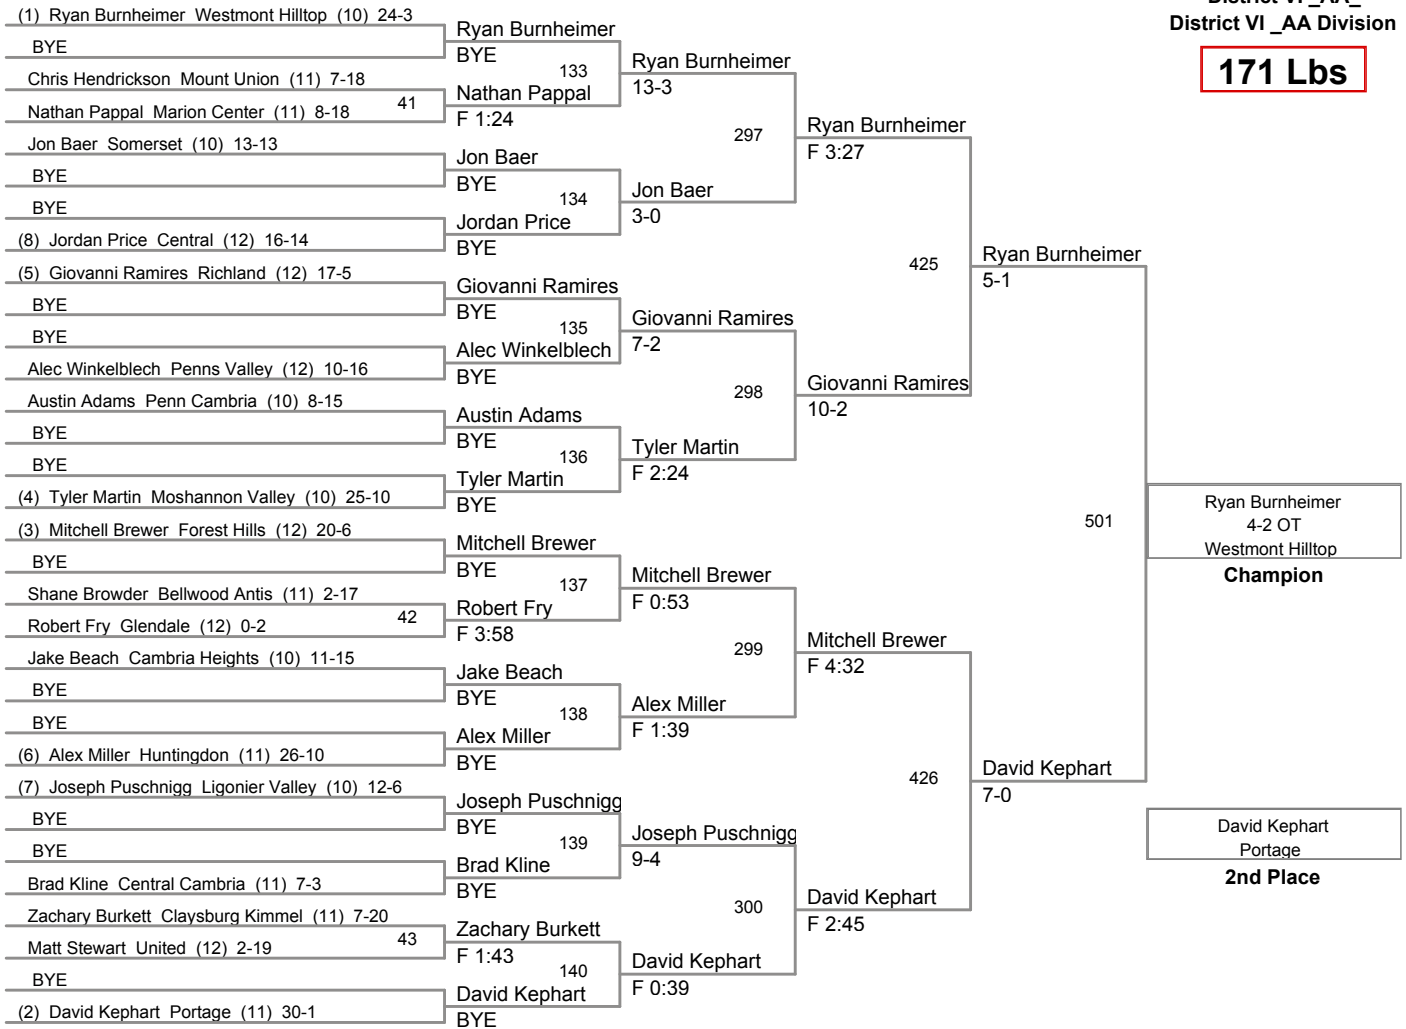 District VI _AA_
District VI _AA Division
171 Lbs
(1) Ryan Burnheimer Westmont Hilltop (10) 24-3
BYE
Chris Hendrickson Mount Union (11) 7-18
41
Nathan Pappal Marion Center (11) 8-18
Jon Baer Somerset (10) 13-13
BYE
BYE
(8) Jordan Price Central (12) 16-14
(5) Giovanni Ramires Richland (12) 17-5
BYE
BYE
Alec Winkelblech Penns Valley (12) 10-16
Austin Adams Penn Cambria (10) 8-15
BYE
BYE
(4) Tyler Martin Moshannon Valley (10) 25-10
(3) Mitchell Brewer Forest Hills (12) 20-6
BYE
Shane Browder Bellwood Antis (11) 2-17
42
Robert Fry Glendale (12) 0-2
Jake Beach Cambria Heights (10) 11-15
BYE
BYE
(6) Alex Miller Huntingdon (11) 26-10
(7) Joseph Puschnigg Ligonier Valley (10) 12-6
BYE
BYE
Brad Kline Central Cambria (11) 7-3
Zachary Burkett Claysburg Kimmel (11) 7-20
43
Matt Stewart United (12) 2-19
BYE
(2) David Kephart Portage (11) 30-1
Ryan Burnheimer
BYE
133
Nathan Pappal
F 1:24
Jon Baer
BYE
134
Jordan Price
BYE
Giovanni Ramires
BYE
135
Alec Winkelblech
BYE
Austin Adams
BYE
136
Tyler Martin
BYE
Mitchell Brewer
BYE
137
Robert Fry
F 3:58
Jake Beach
BYE
138
Alex Miller
BYE
Joseph Puschnigg
BYE
139
Brad Kline
BYE
Zachary Burkett
F 1:43
140
David Kephart
BYE
Ryan Burnheimer
13-3
297
Jon Baer
3-0
Giovanni Ramires
7-2
298
Tyler Martin
F 2:24
Mitchell Brewer
F 0:53
299
Alex Miller
F 1:39
Joseph Puschnigg
9-4
300
David Kephart
F 0:39
Ryan Burnheimer
F 3:27
425
Giovanni Ramires
10-2
Mitchell Brewer
F 4:32
426
David Kephart
F 2:45
Ryan Burnheimer
5-1
501
David Kephart
7-0
Ryan Burnheimer
4-2 OT
Westmont Hilltop
Champion
David Kephart
Portage
2nd Place